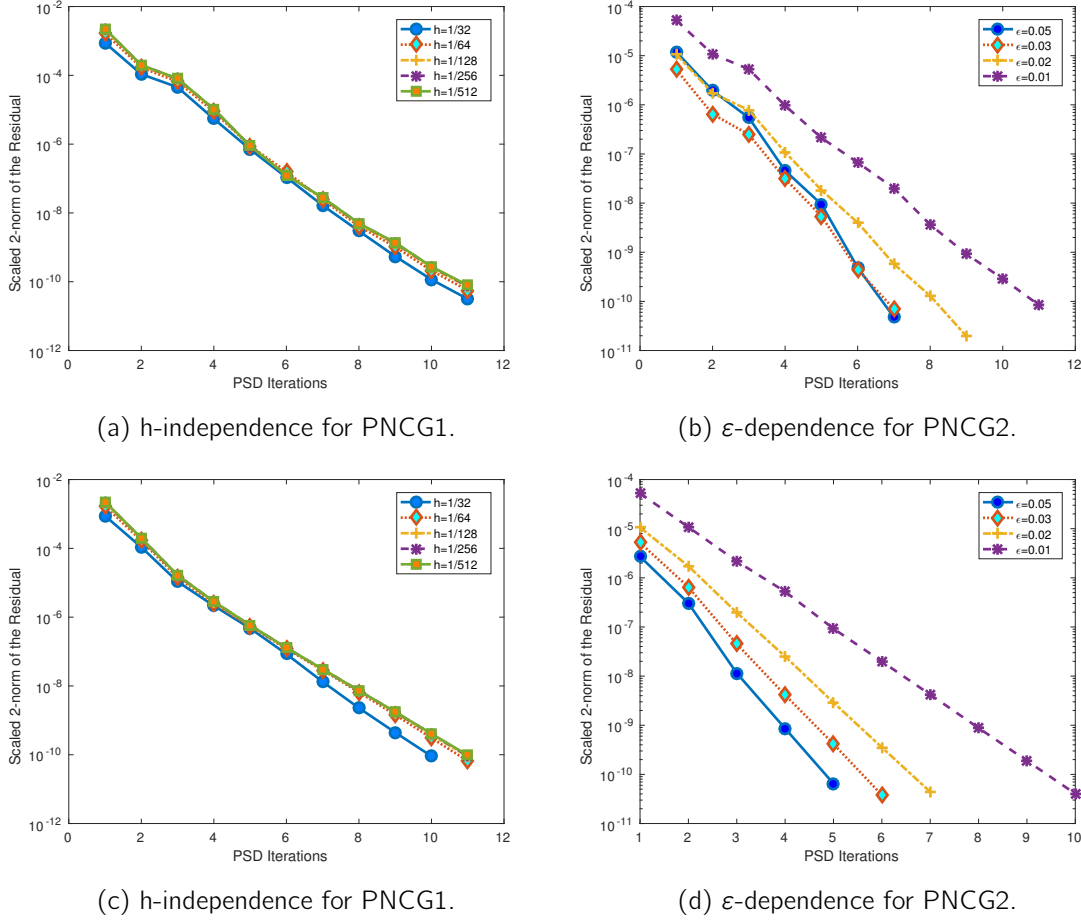 10^-2
10^-4
10^-6
10^-8
10^-10
10^-12
0 2 4 6 8 10 12
Scaled 2-norm of the Residual
PSD Iterations
h=1/32
h=1/64
h=1/128
h=1/256
h=1/512
(a) h-independence for PNCG1.
10^-4
10^-5
10^-6
10^-7
10^-8
10^-9
10^-10
10^-11
0 1 2 3 4 5 6 7 8 9 10 11 12
Scaled 2-norm of the Residual
PSD Iterations
ϵ=0.05
ϵ=0.03
ϵ=0.02
ϵ=0.01
(b) ε-dependence for PNCG2.
10^-2
10^-4
10^-6
10^-8
10^-10
10^-12
0 2 4 6 8 10 12
Scaled 2-norm of the Residual
PSD Iterations
h=1/32
h=1/64
h=1/128
h=1/256
h=1/512
(c) h-independence for PNCG1.
10^-4
10^-5
10^-6
10^-7
10^-8
10^-9
10^-10
10^-11
1 2 3 4 5 6 7 8 9 10
Scaled 2-norm of the Residual
PSD Iterations
ϵ=0.05
ϵ=0.03
ϵ=0.02
ϵ=0.01
(d) ε-dependence for PNCG2.